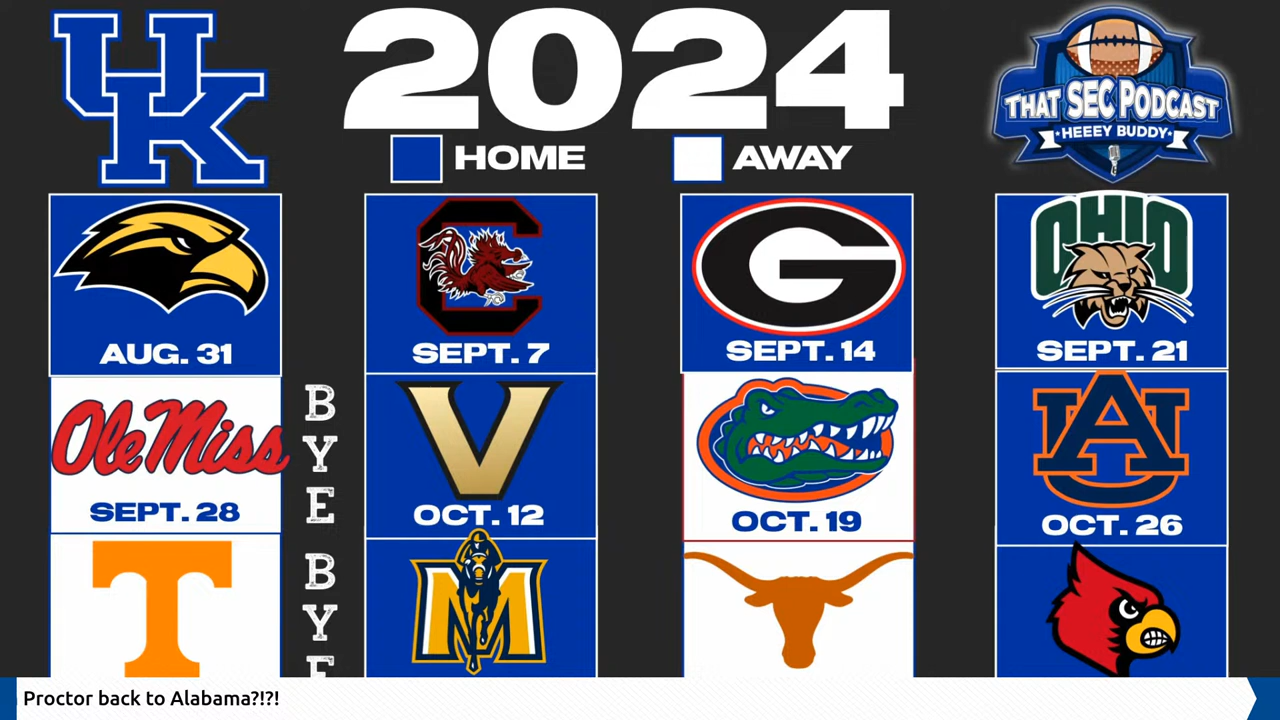 UK
2024
HOME
AWAY
THAT SEC PODCAST
HEEEY BUDDY
AUG. 31
C
SEPT. 7
G
SEPT. 14
OHIO
SEPT. 21
Ole Miss
SEPT. 28
BYE
V
OCT. 12
OCT. 19
AU
OCT. 26
T
BYE
M
Proctor back to Alabama?!?!